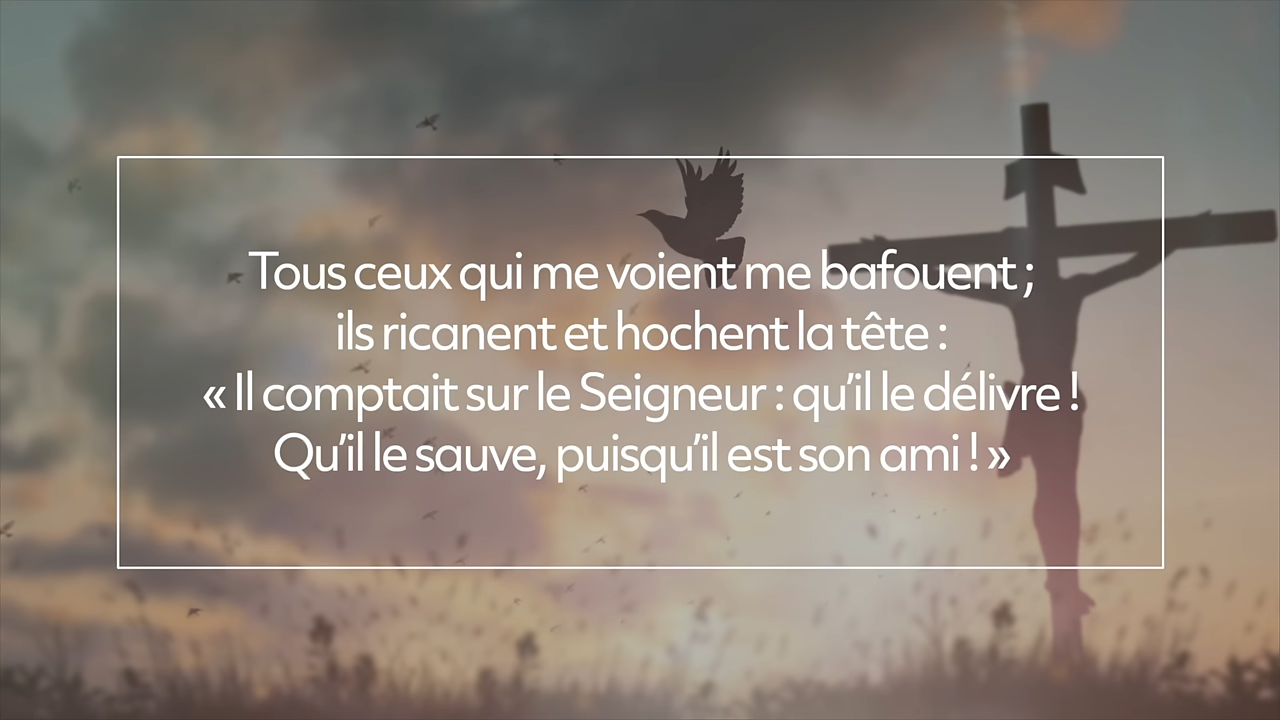 Tous ceux qui me voient me bafouent ;
ils ricanent et hochent la tête :
« Il comptait sur le Seigneur : qu’il le délivre !
Qu’il le sauve, puisqu’il est son ami ! »